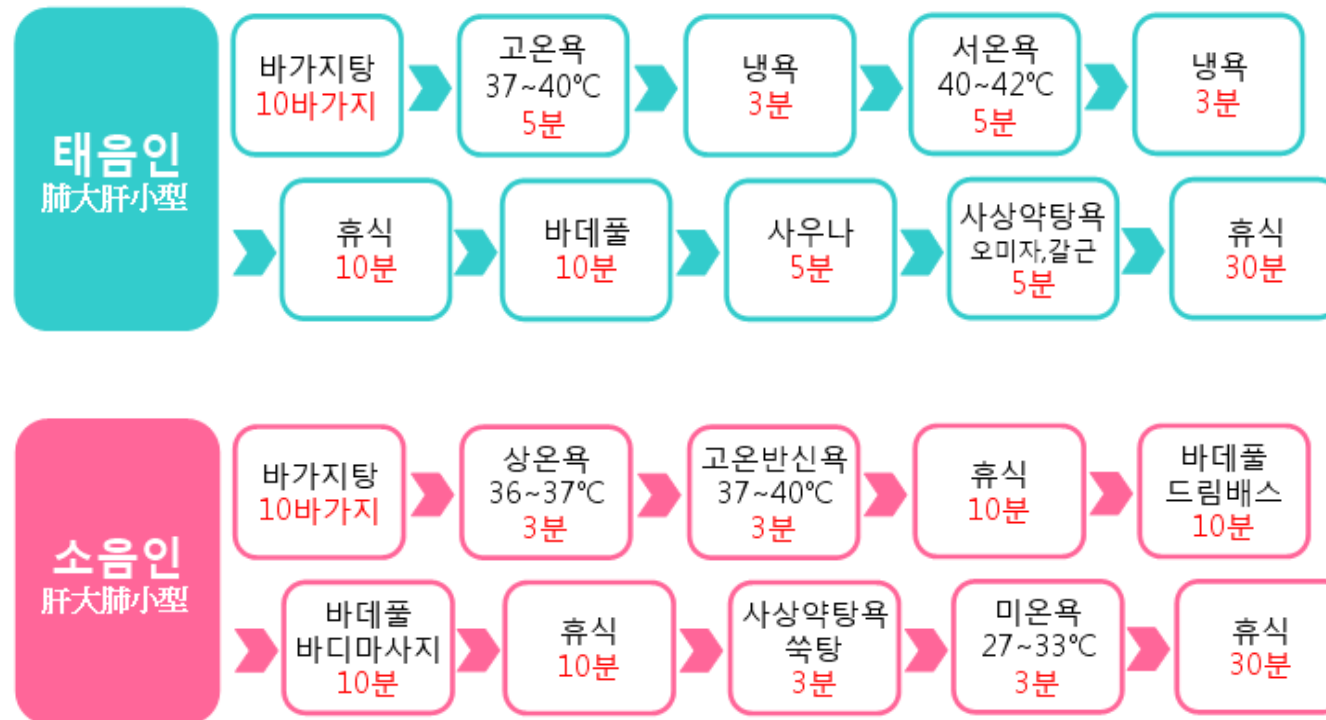 태음인
肺大肝小型
바가지탕
10바가지
고온욕
37~40℃
5분
냉욕
3분
서온욕
40~42℃
5분
냉욕
3분
휴식
10분
바데풀
10분
사우나
5분
사상약탕욕
오미자,갈근
5분
휴식
30분
소음인
肝大肺小型
바가지탕
10바가지
상온욕
36~37℃
3분
고온반신욕
37~40℃
3분
휴식
10분
바데풀
드림배스
10분
바데풀
바디마사지
10분
휴식
10분
사상약탕욕
쑥탕
3분
미온욕
27~33℃
3분
휴식
30분